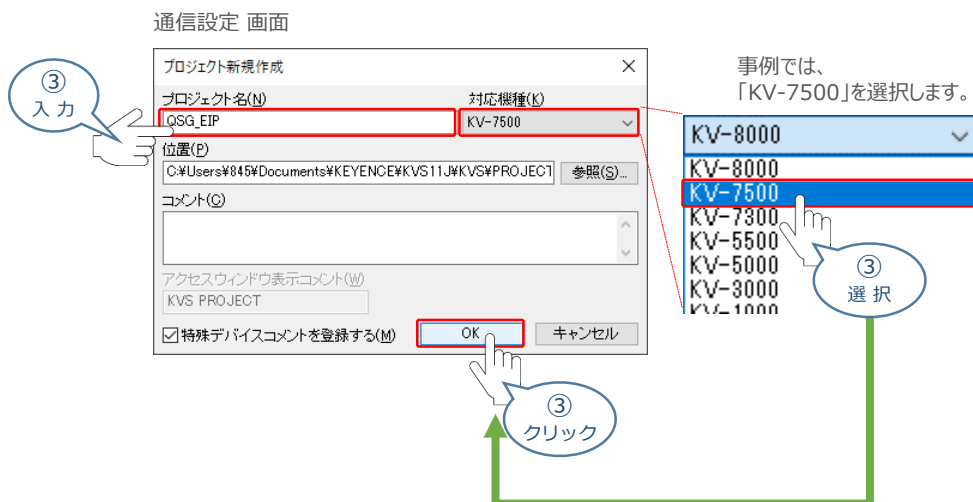 通信設定 画面
プロジェクト新規作成
事例では、
「KV-7500」を選択します。
③
入 力
プロジェクト名(N)
対応機種(K)
QSG_EIP
KV-7500
位置(P)
C:¥Users¥845¥Documents¥KEYENCE¥KVS11J¥KVS¥PROJECT
参照(S)...
コメント(C)
アクセスウィンドウ表示コメント(W)
KVS PROJECT
特殊デバイスコメントを登録する(M)
OK
キャンセル
KV-8000
KV-8000
KV-7500
KV-7300
KV-5500
KV-5000
KV-3000
KV-1000
③
選 択
③
クリック